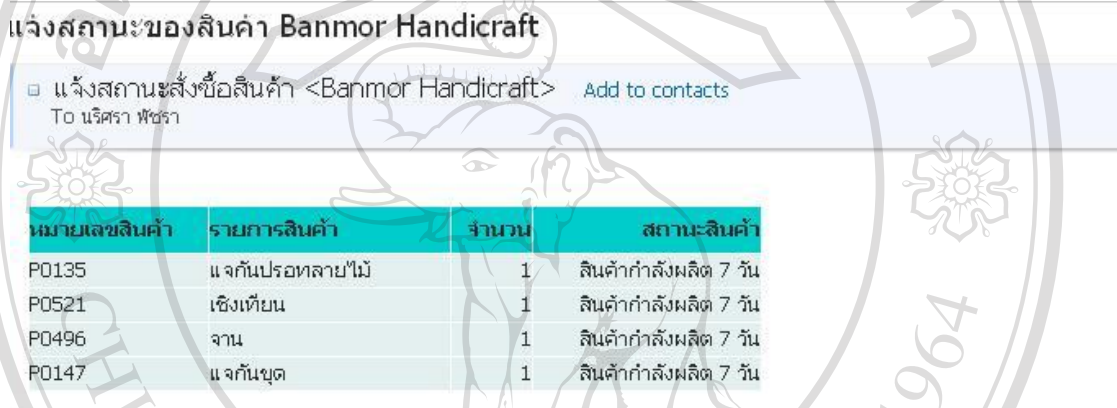 แจ้งสถานะของสินค้า Banmor Handicraft
แจ้งสถานะสั่งซื้อสินค้า <Banmor Handicraft> Add to contacts
To นริศรา พัชรา
หมายเลขสินค้า รายการสินค้า จำนวน สถานะสินค้า
P0135 แจกันปรอทลายไม้ 1 สินค้ากำลังผลิต 7 วัน
P0521 เชิงเทียน 1 สินค้ากำลังผลิต 7 วัน
P0496 จาน 1 สินค้ากำลังผลิต 7 วัน
P0147 แจกันขุด 1 สินค้ากำลังผลิต 7 วัน
964